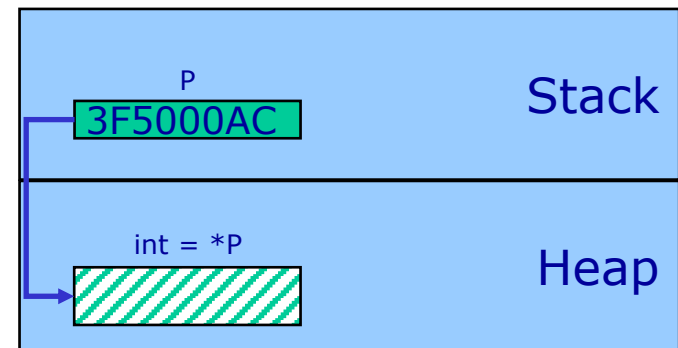 P
3F5000AC
Stack
int = *P
Heap